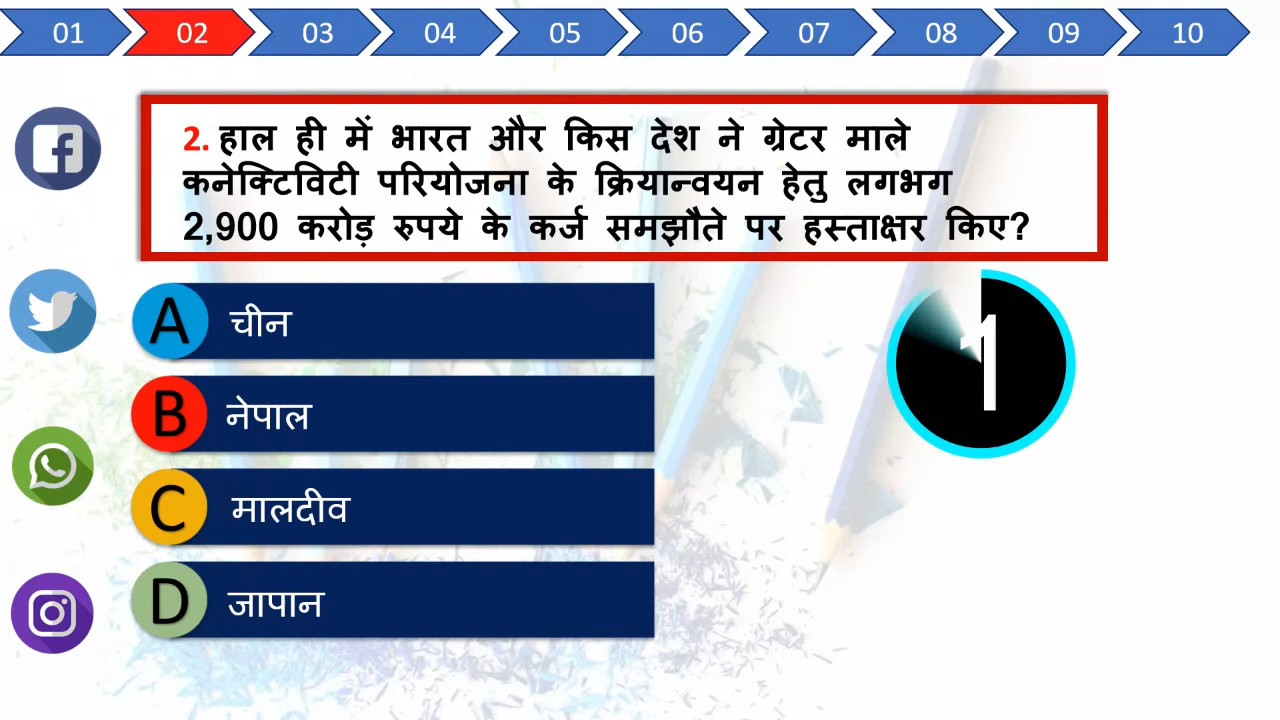 01 02 03 04 05 06 07 08 09 10
2. हाल ही में भारत और किस देश ने ग्रेटर माले
कनेक्टिविटी परियोजना के क्रियान्वयन हेतु लगभग
2,900 करोड़ रुपये के कर्ज समझौते पर हस्ताक्षर किए?
A चीन
1
B नेपाल
C मालदीव
D जापान